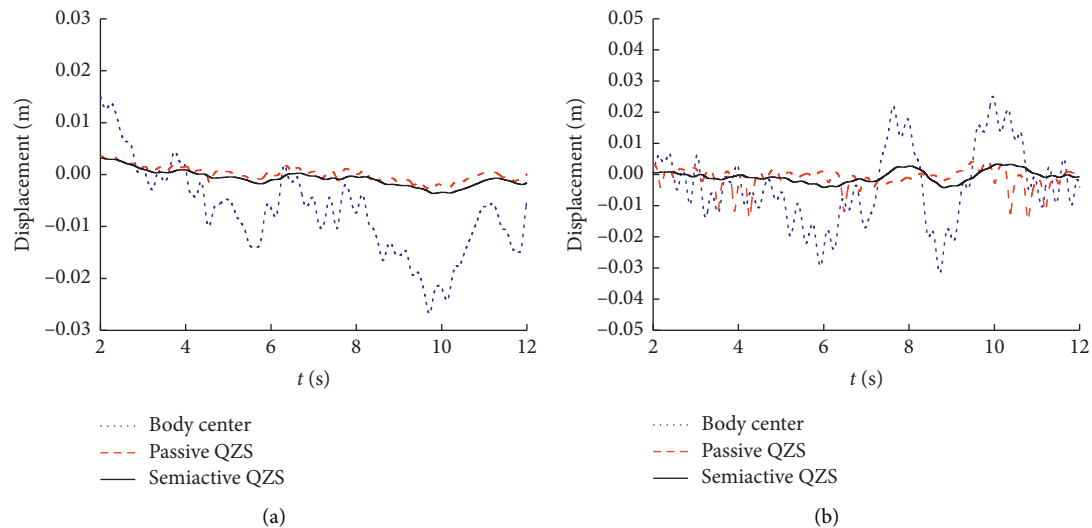 0.03
0.02
0.01
0.00
–0.01
–0.02
–0.03
Displacement (m)
2 4 6 8 10 12
t (s)
Body center
Passive QZS
Semiactive QZS
(a)
0.05
0.04
0.03
0.02
0.01
0.00
–0.01
–0.02
–0.03
–0.04
–0.05
Displacement (m)
2 4 6 8 10 12
t (s)
Body center
Passive QZS
Semiactive QZS
(b)